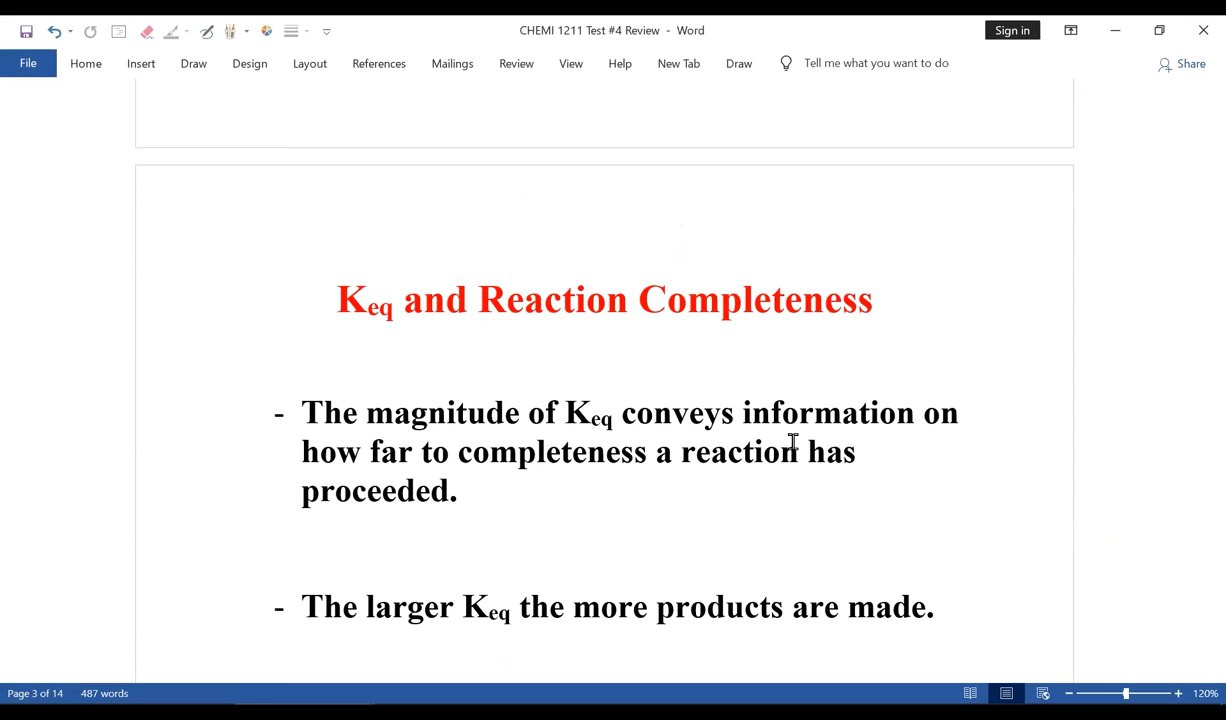 CHEMI 1211 Test #4 Review - Word
Sign in
File Home Insert Draw Design Layout References Mailings Review View Help New Tab Draw Tell me what you want to do Share
Keq and Reaction Completeness
- The magnitude of Keq conveys information on
how far to completeness a reaction has
proceeded.
- The larger Keq the more products are made.
Page 3 of 14 487 words 120%